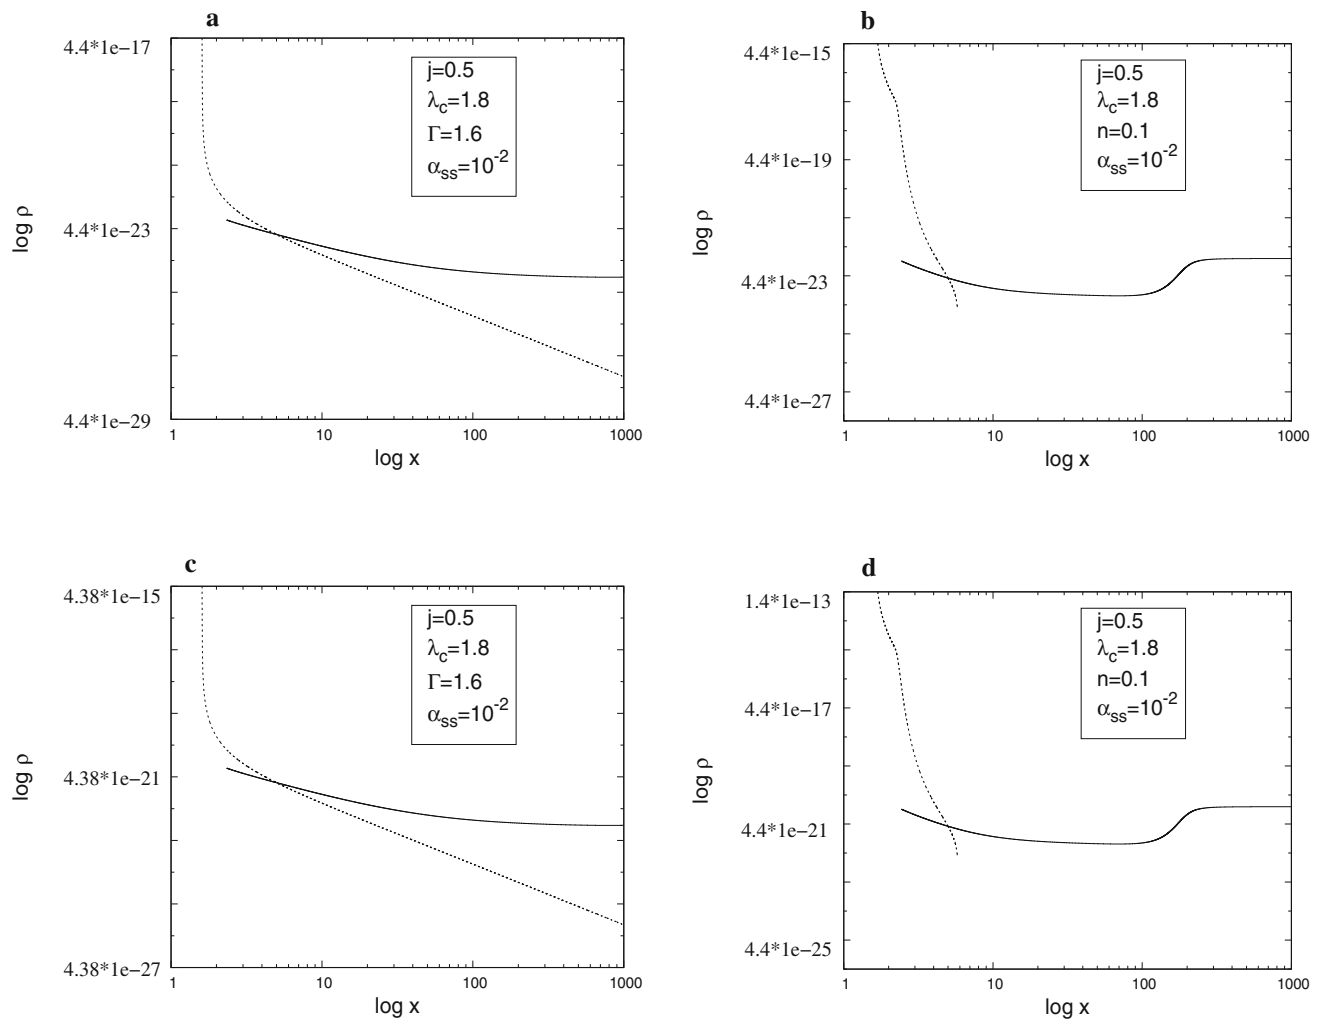 a
4.4*1e−17
4.4*1e−23
4.4*1e−29
log ρ
j=0.5
λc=1.8
Γ=1.6
αss=10-2
1 10 100 1000
log x
b
4.4*1e−15
4.4*1e−19
4.4*1e−23
4.4*1e−27
log ρ
j=0.5
λc=1.8
n=0.1
αss=10-2
1 10 100 1000
log x
c
4.38*1e−15
4.38*1e−21
4.38*1e−27
log ρ
j=0.5
λc=1.8
Γ=1.6
αss=10-2
1 10 100 1000
log x
d
1.4*1e−13
4.4*1e−17
4.4*1e−21
4.4*1e−25
log ρ
j=0.5
λc=1.8
n=0.1
αss=10-2
1 10 100 1000
log x